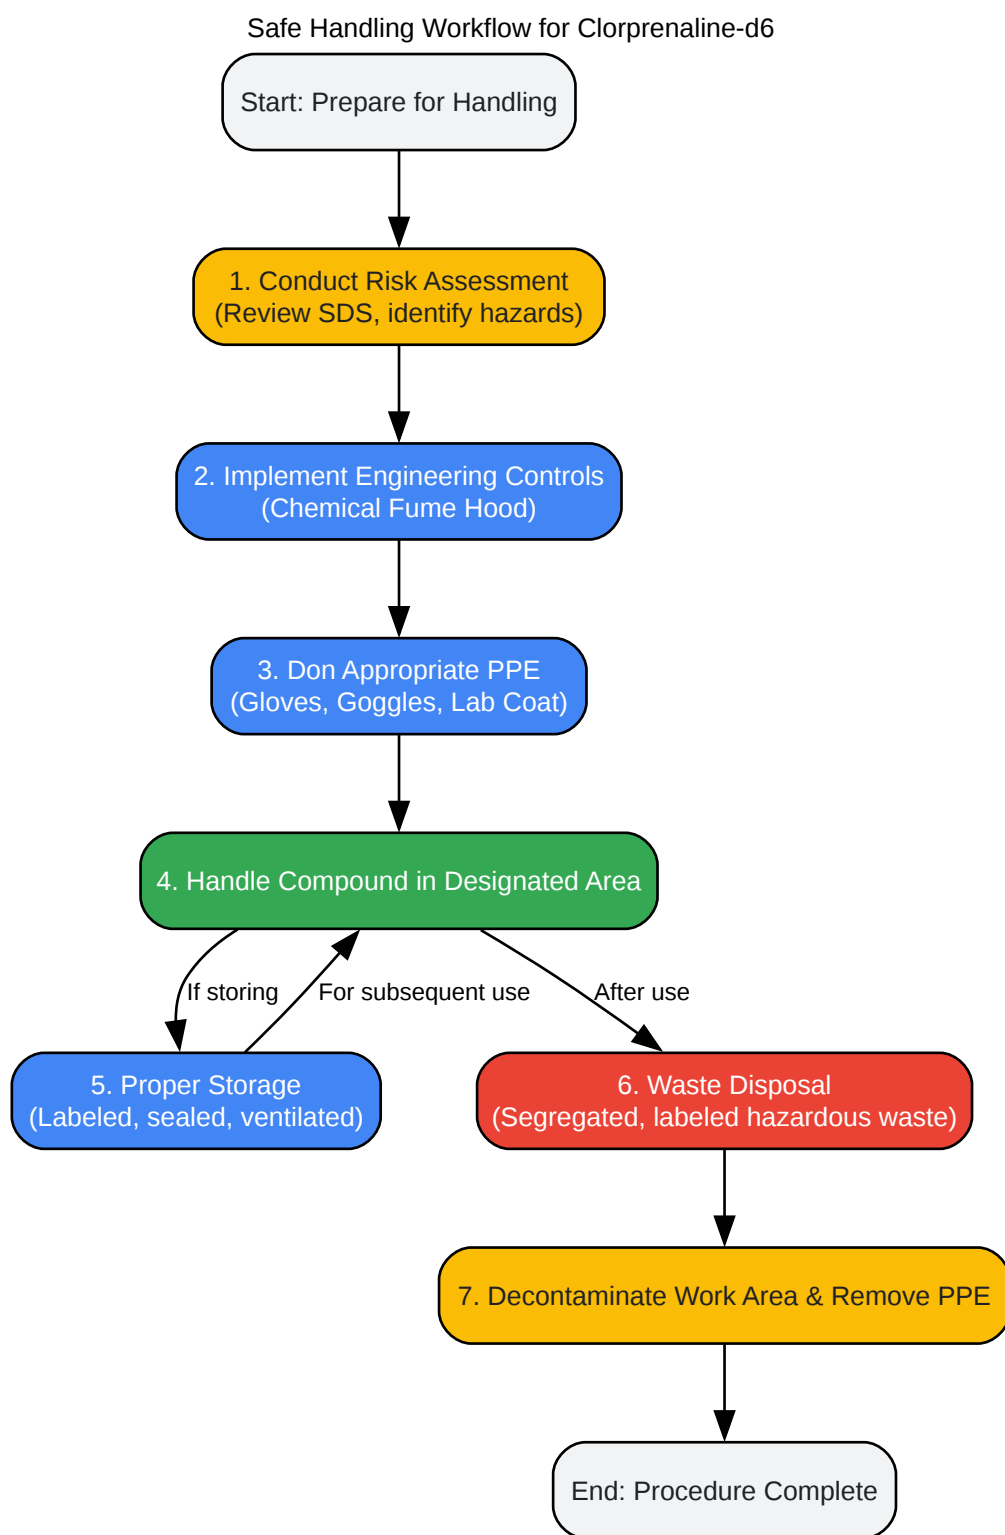 Safe Handling Workflow for Clorprenaline-d6
Start: Prepare for Handling
1. Conduct Risk Assessment
(Review SDS, identify hazards)
2. Implement Engineering Controls
(Chemical Fume Hood)
3. Don Appropriate PPE
(Gloves, Goggles, Lab Coat)
4. Handle Compound in Designated Area
If storing
For subsequent use
After use
5. Proper Storage
(Labeled, sealed, ventilated)
6. Waste Disposal
(Segregated, labeled hazardous waste)
7. Decontaminate Work Area & Remove PPE
End: Procedure Complete